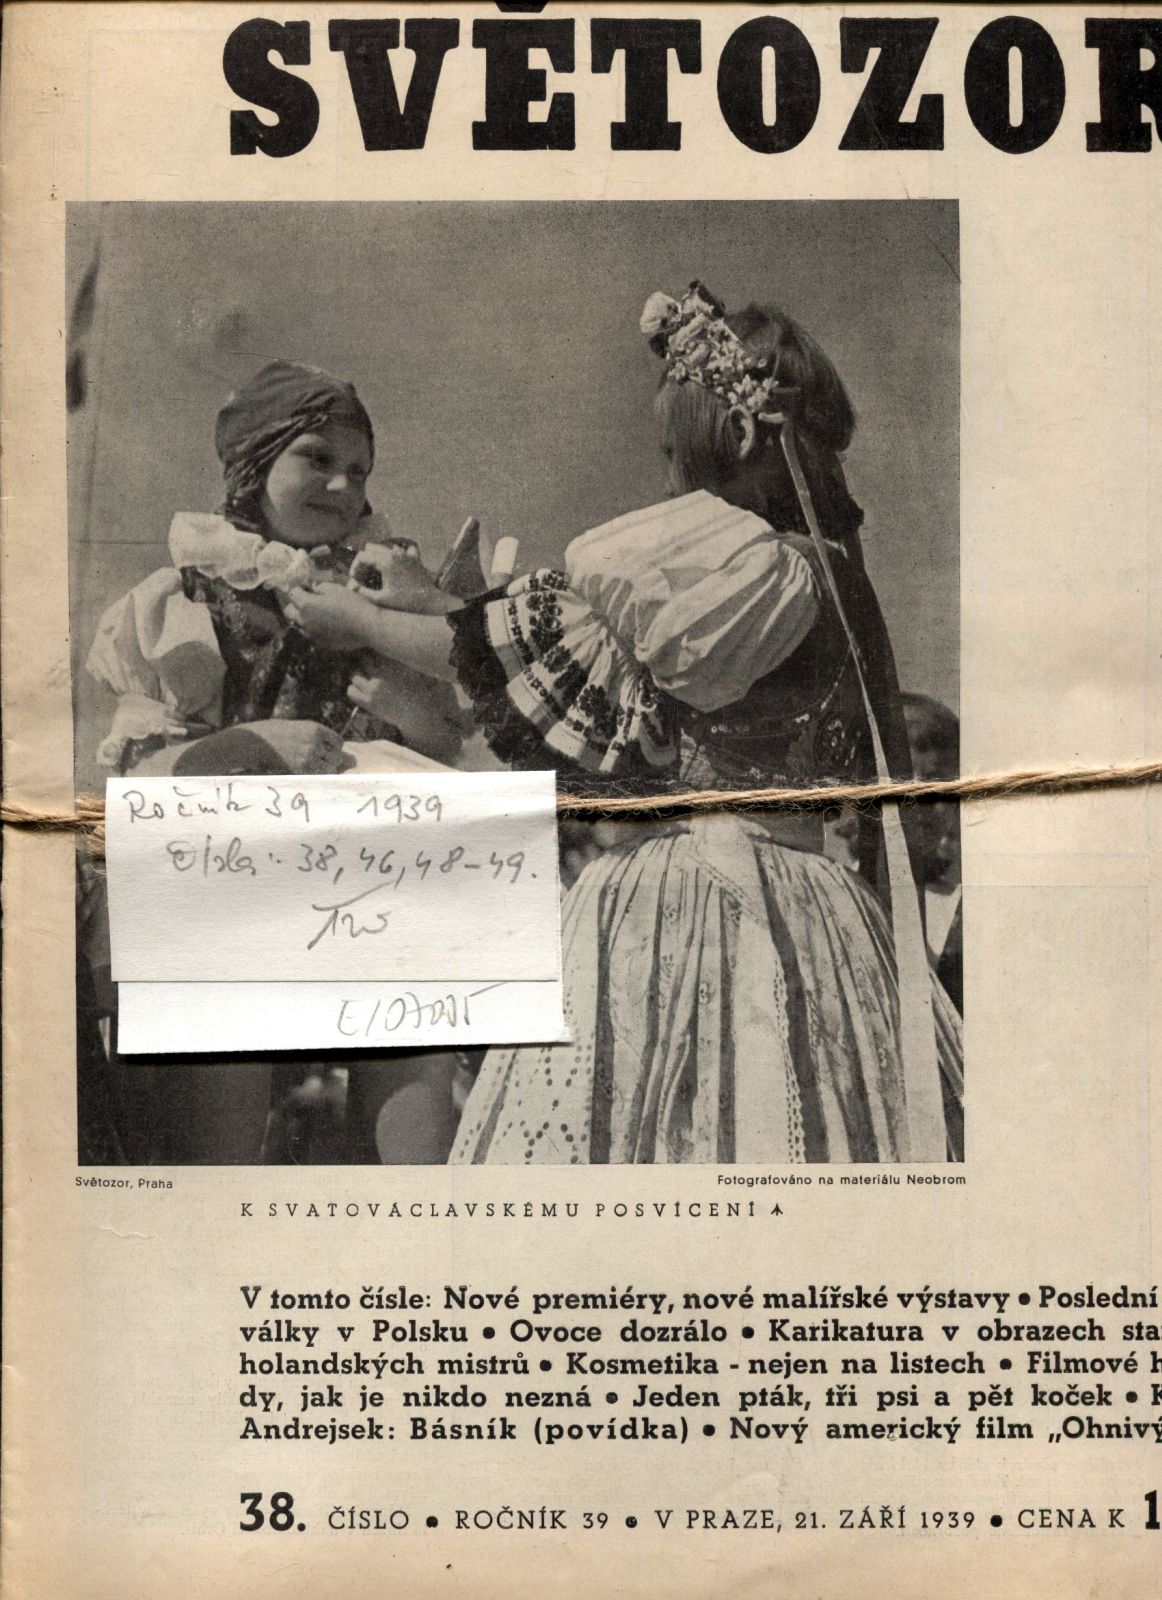 SVĚTOZOR
Ročník 39 1939
Čísla: 38, 46, 48–49.
Světozor, Praha
Fotografováno na materiálu Neobrom
K SVATOVÁCLAVSKÉMU POSVÍCENÍ
V tomto čísle: Nové premiéry, nové malířské výstavy • Poslední
války v Polsku • Ovoce dozrálo • Karikatura v obrazech
holandských mistrů • Kosmetika - nejen na listech • Filmové
dy, jak je nikdo nezná • Jeden pták, tři psi a pět koček •
Andrejsek: Básník (povídka) • Nový americký film „Ohnivý
38. ČÍSLO • ROČNÍK 39 • V PRAZE, 21. ZÁŘÍ 1939 • CENA K 1